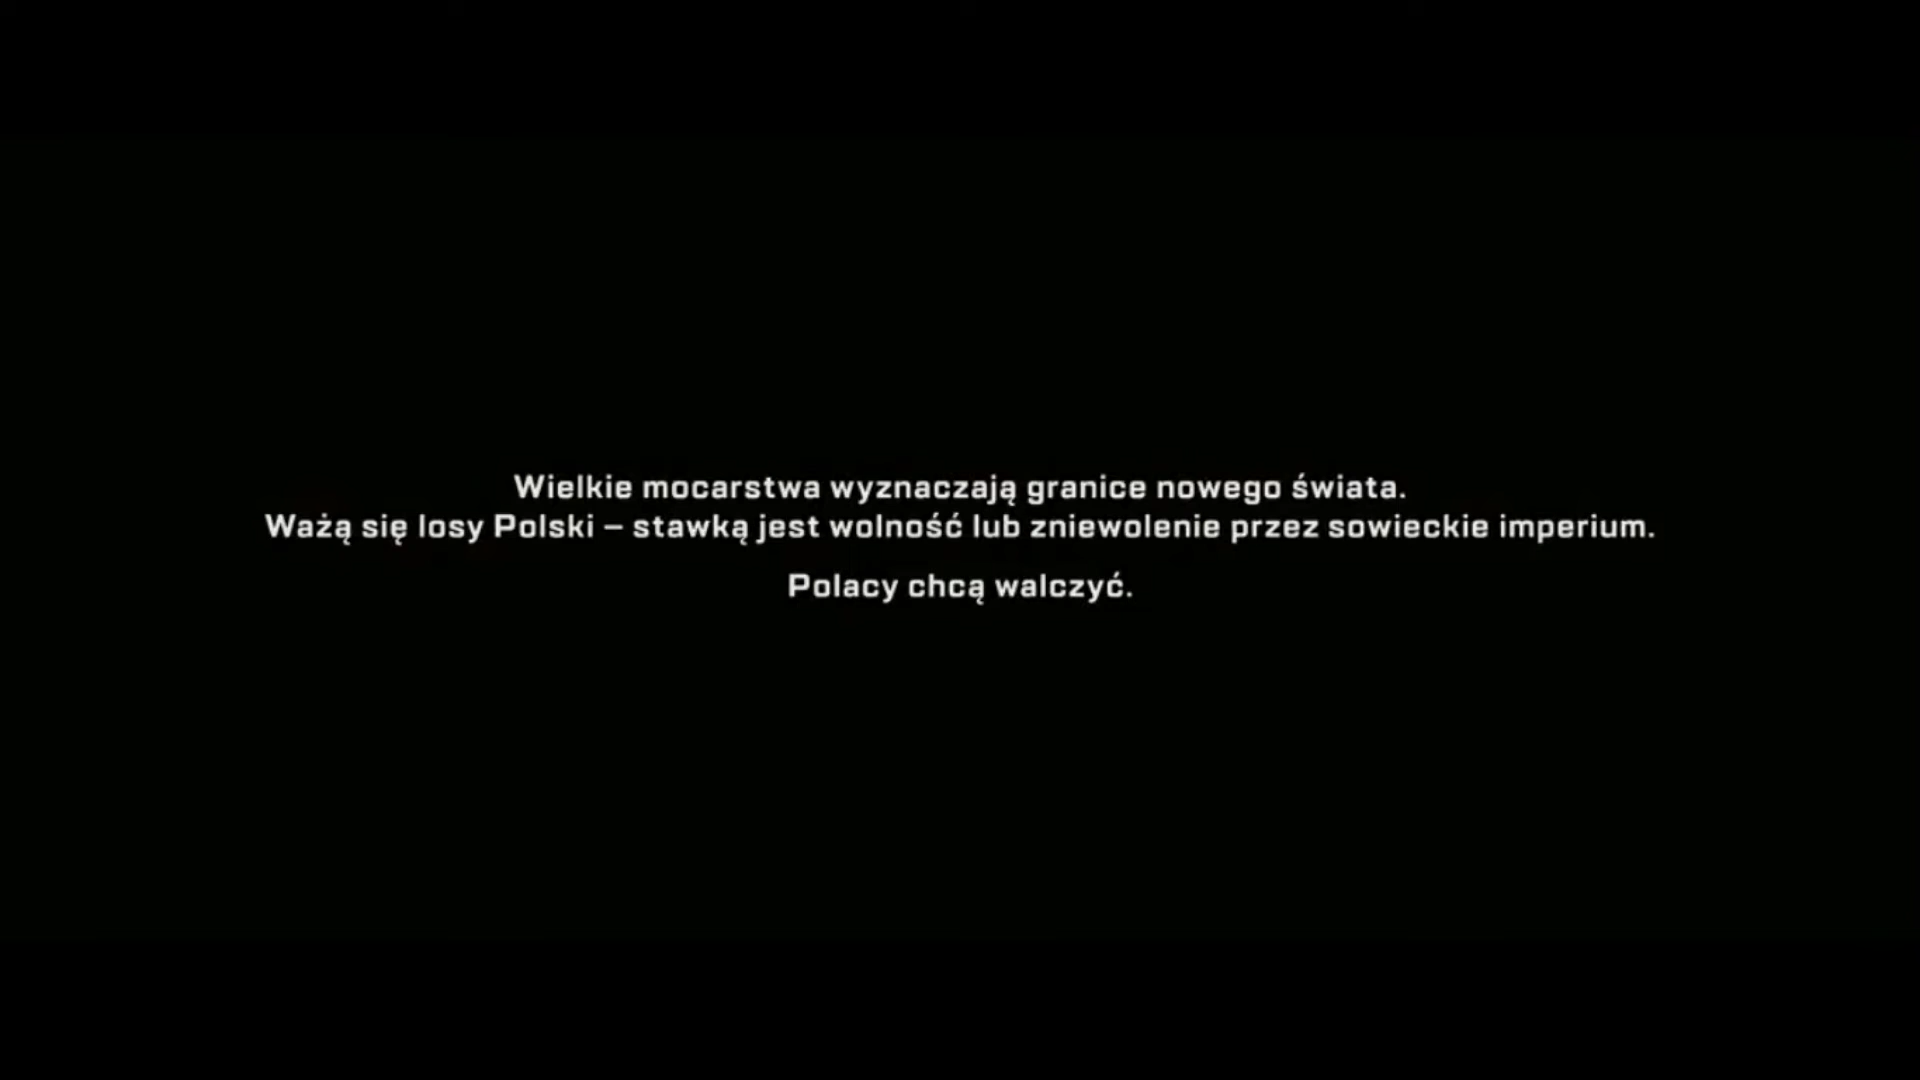 Wielkie mocarstwa wyznaczają granice nowego świata.
Ważą się losy Polski – stawką jest wolność lub zniewolenie przez sowieckie imperium.
Polacy chcą walczyć.